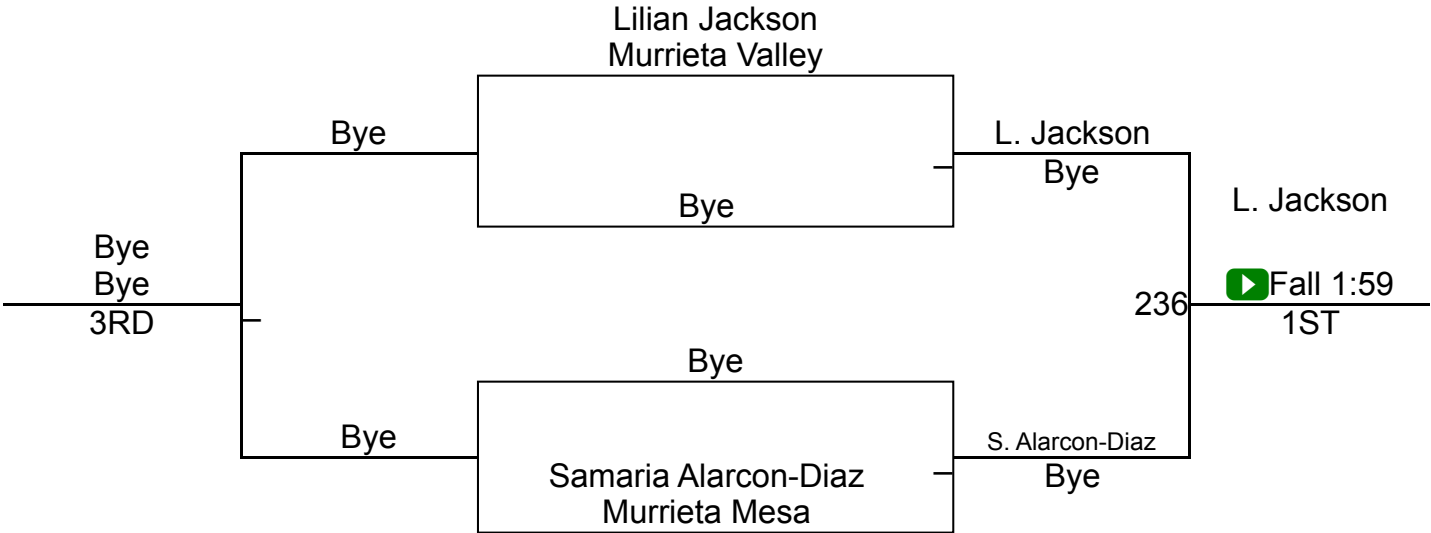 Lilian Jackson
Murrieta Valley
Bye
L. Jackson
Bye
Bye
L. Jackson
Bye
Bye
3RD
236
Fall 1:59
1ST
Bye
Bye
S. Alarcon-Diaz
Bye
Samaria Alarcon-Diaz
Murrieta Mesa